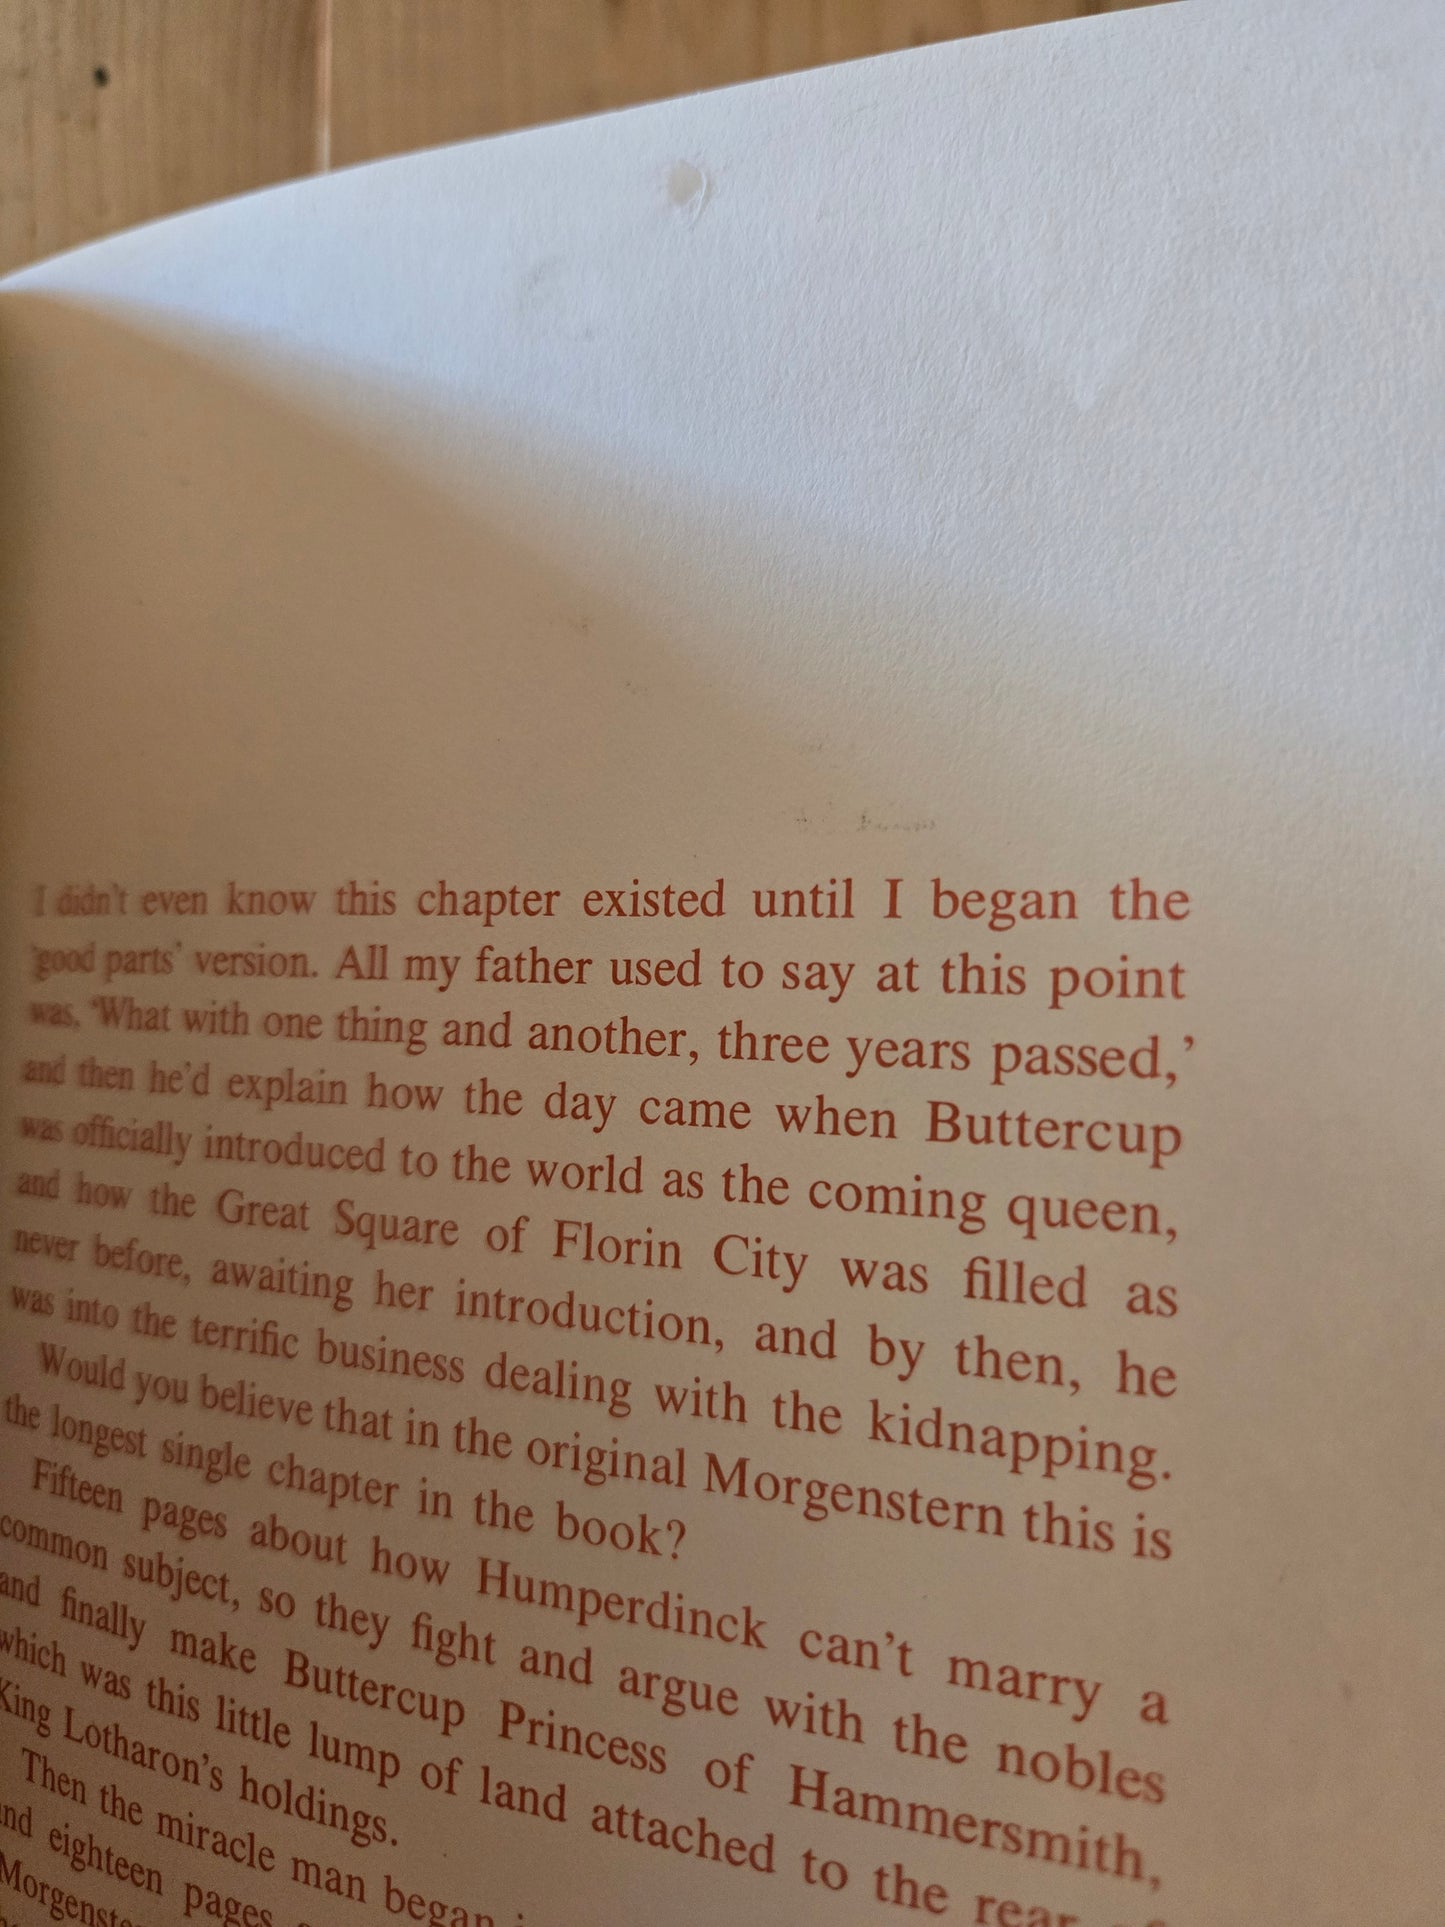 I didn't even know this chapter existed until I began the
'good parts' version. All my father used to say at this point
was, 'What with one thing and another, three years passed,'
and then he'd explain how the day came when Buttercup
was officially introduced to the world as the coming queen,
and how the Great Square of Florin City was filled as
never before, awaiting her introduction, and by then, he
was into the terrific business dealing with the kidnapping.
Would you believe that in the original Morgenstern this is
the longest single chapter in the book?
Fifteen pages about how Humperdinck can't marry a
common subject, so they fight and argue with the nobles
and finally make Buttercup Princess of Hammersmith,
which was this little lump of land attached to the rear
King Lotharon's holdings.
Then the miracle man began
eighteen pages